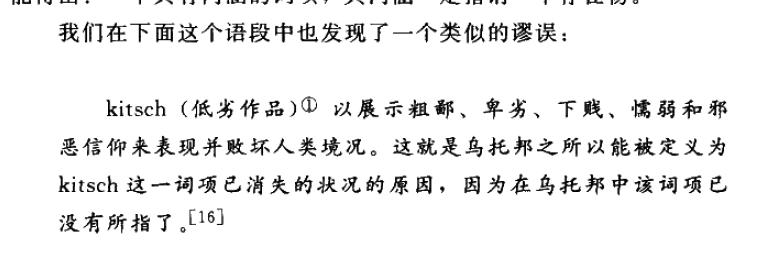 我们在下面这个语段中也发现了一个类似的谬误：
kitsch（低劣作品）① 以展示粗鄙、卑劣、下贱、懦弱和邪
恶信仰来表现并败坏人类境况。这就是乌托邦之所以能被定义为
kitsch 这一词项已消失的状况的原因，因为在乌托邦中该词项已
没有所指了。[16]